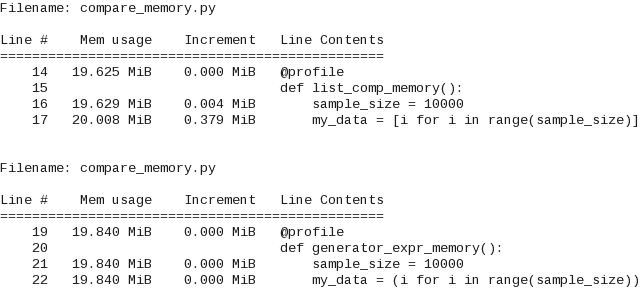 Filename: compare_memory.py
Line #    Mem usage    Increment   Line Contents
================================================
    14   19.625 MiB    0.000 MiB   @profile
    15                             def list_comp_memory():
    16   19.629 MiB    0.004 MiB       sample_size = 10000
    17   20.008 MiB    0.379 MiB       my_data = [i for i in range(sample_size)]
Filename: compare_memory.py
Line #    Mem usage    Increment   Line Contents
================================================
    19   19.840 MiB    0.000 MiB   @profile
    20                             def generator_expr_memory():
    21   19.840 MiB    0.000 MiB       sample_size = 10000
    22   19.840 MiB    0.000 MiB       my_data = (i for i in range(sample_size))